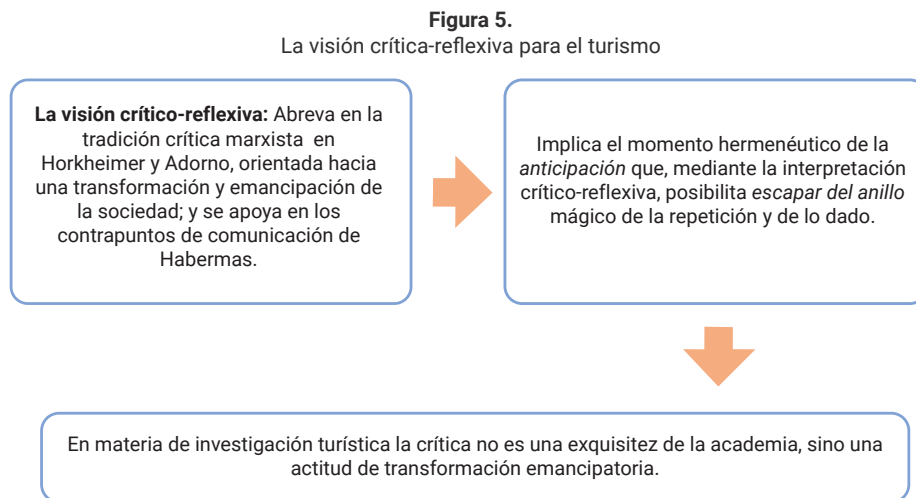 Figura 5.
La visión crítica-reflexiva para el turismo
La visión crítico-reflexiva: Abreva en la
tradición crítica marxista en
Horkheimer y Adorno, orientada hacia
una transformación y emancipación de
la sociedad; y se apoya en los
contrapuntos de comunicación de
Habermas.
Implica el momento hermenéutico de la
anticipación que, mediante la interpretación
crítico-reflexiva, posibilita escapar del anillo
mágico de la repetición y de lo dado.
En materia de investigación turística la crítica no es una exquisitez de la academia, sino una
actitud de transformación emancipatoria.